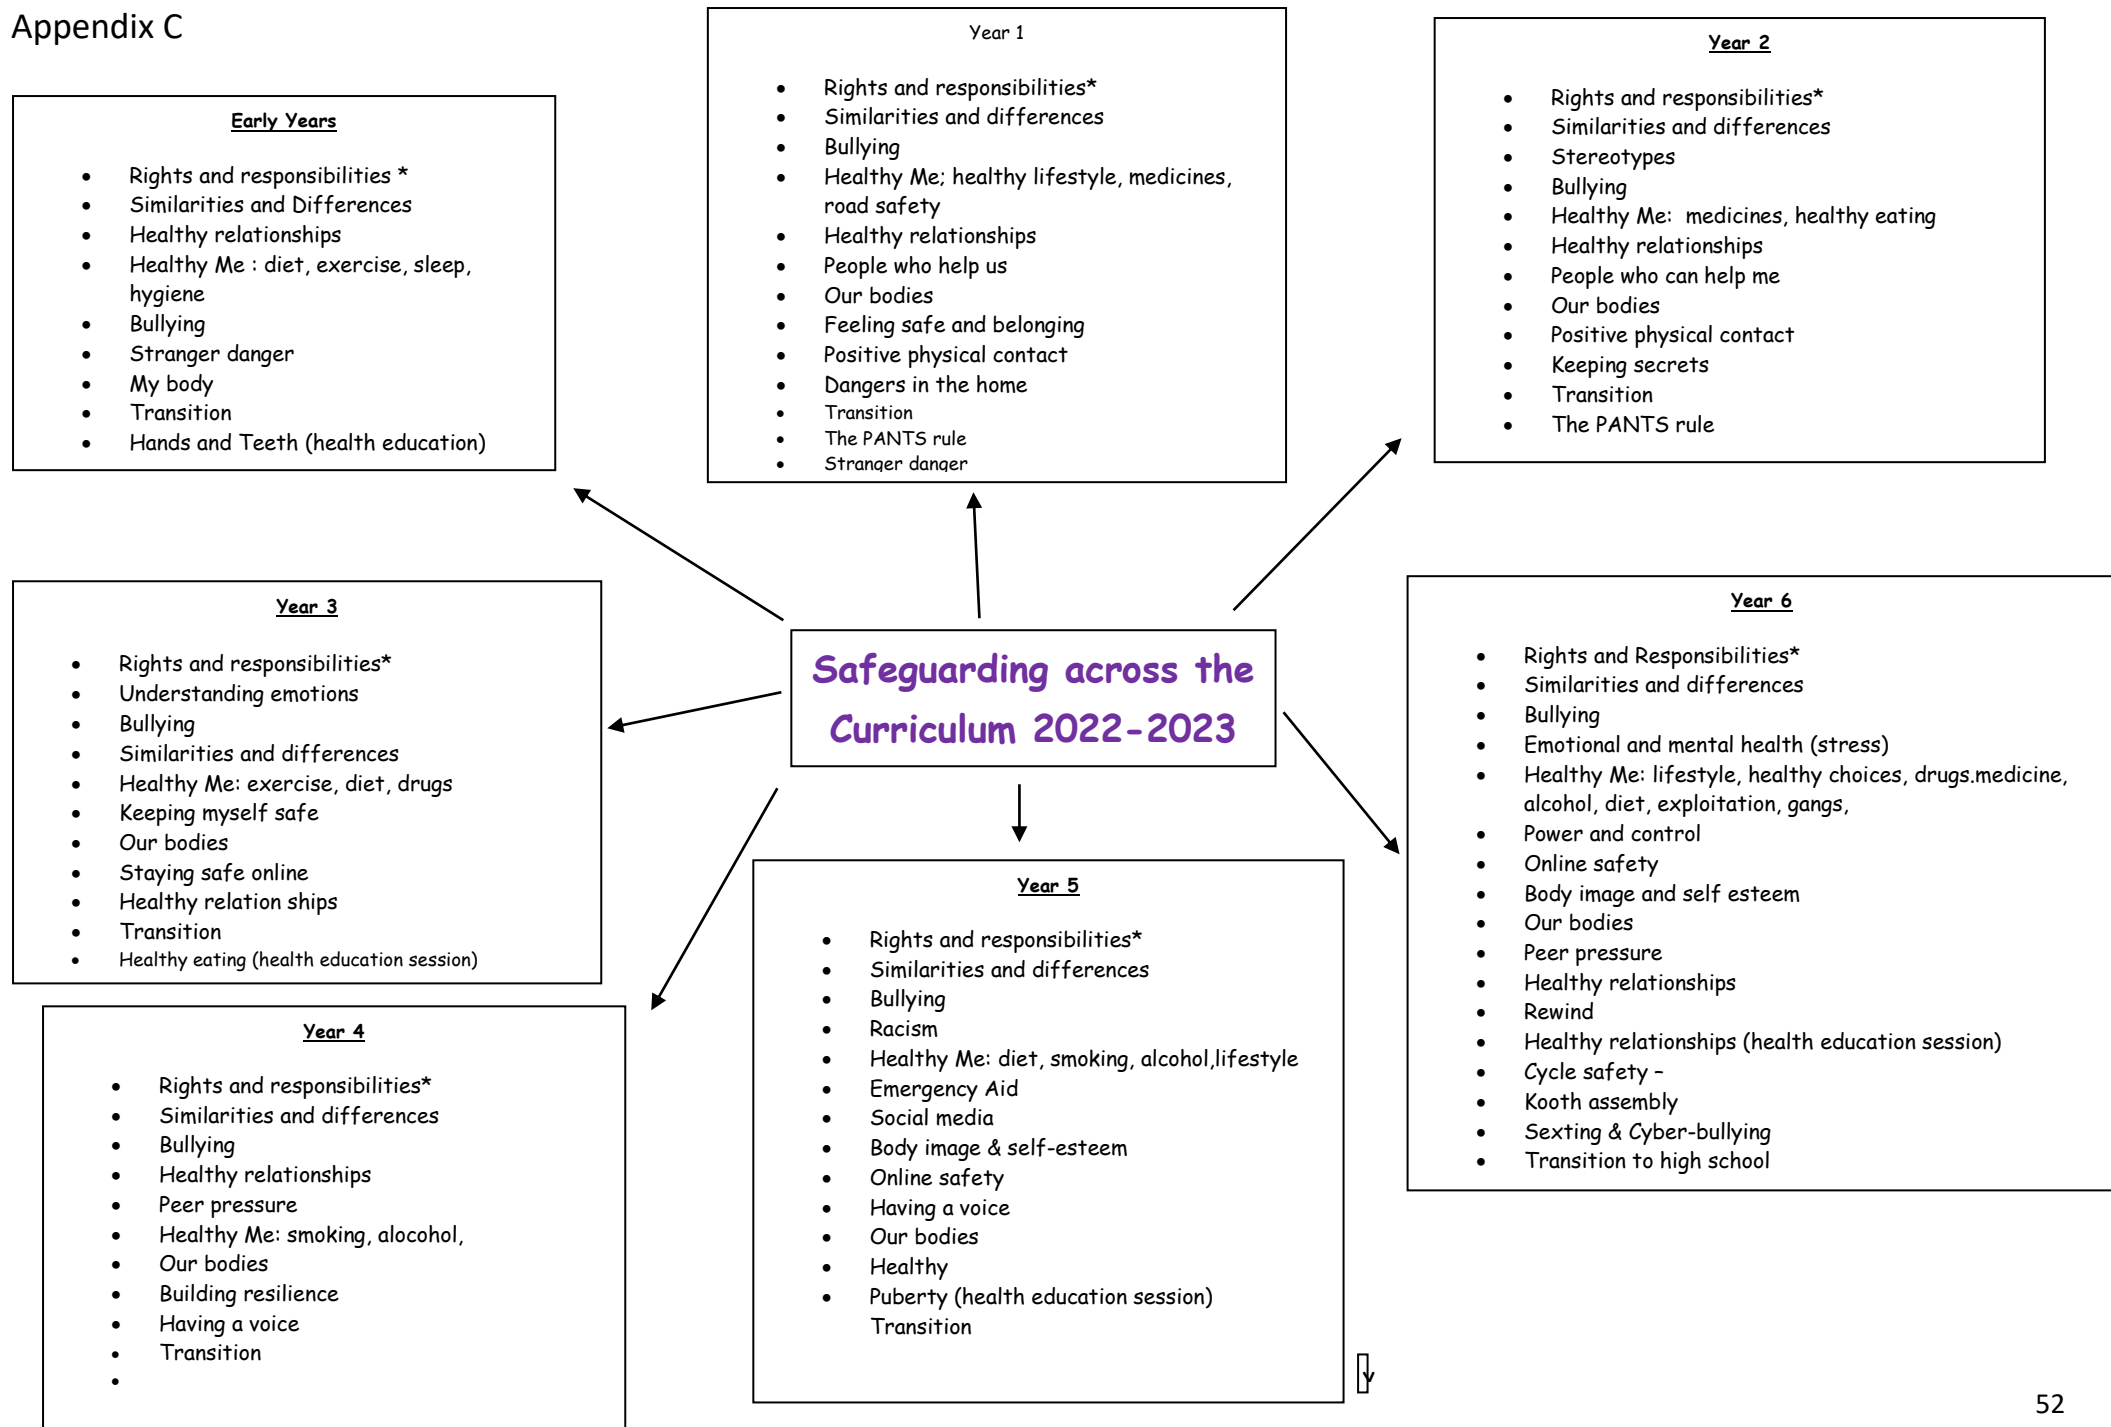 Appendix C
Early Years
• Rights and responsibilities *
• Similarities and Differences
• Healthy relationships
• Healthy Me : diet, exercise, sleep,
hygiene
• Bullying
• Stranger danger
• My body
• Transition
• Hands and Teeth (health education)
Year 1
• Rights and responsibilities*
• Similarities and differences
• Bullying
• Healthy Me; healthy lifestyle, medicines,
road safety
• Healthy relationships
• People who help us
• Our bodies
• Feeling safe and belonging
• Positive physical contact
• Dangers in the home
• Transition
• The PANTS rule
• Stranger danger
Year 2
• Rights and responsibilities*
• Similarities and differences
• Stereotypes
• Bullying
• Healthy Me: medicines, healthy eating
• Healthy relationships
• People who can help me
• Our bodies
• Positive physical contact
• Keeping secrets
• Transition
• The PANTS rule
Safeguarding across the
Curriculum 2022-2023
Year 3
• Rights and responsibilities*
• Understanding emotions
• Bullying
• Similarities and differences
• Healthy Me: exercise, diet, drugs
• Keeping myself safe
• Our bodies
• Staying safe online
• Healthy relation ships
• Transition
• Healthy eating (health education session)
Year 4
• Rights and responsibilities*
• Similarities and differences
• Bullying
• Healthy relationships
• Peer pressure
• Healthy Me: smoking, alocohol,
• Our bodies
• Building resilience
• Having a voice
• Transition
•
Year 5
• Rights and responsibilities*
• Similarities and differences
• Bullying
• Racism
• Healthy Me: diet, smoking, alcohol,lifestyle
• Emergency Aid
• Social media
• Body image & self-esteem
• Online safety
• Having a voice
• Our bodies
• Healthy
• Puberty (health education session)
Transition
Year 6
• Rights and Responsibilities*
• Similarities and differences
• Bullying
• Emotional and mental health (stress)
• Healthy Me: lifestyle, healthy choices, drugs.medicine,
alcohol, diet, exploitation, gangs,
• Power and control
• Online safety
• Body image and self esteem
• Our bodies
• Peer pressure
• Healthy relationships
• Rewind
• Healthy relationships (health education session)
• Cycle safety –
• Kooth assembly
• Sexting & Cyber-bullying
• Transition to high school
52